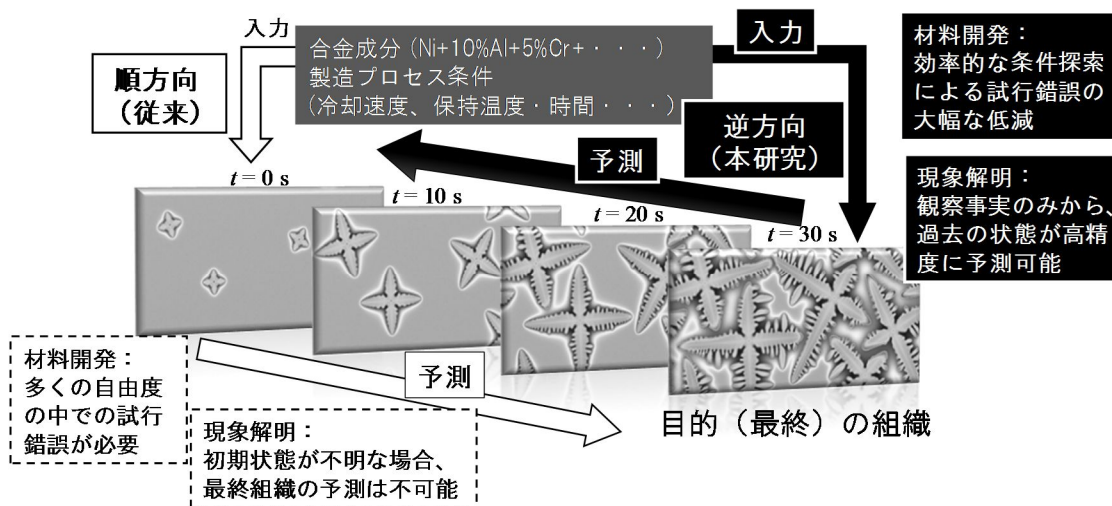 入力
合金成分（Ni+10%Al+5%Cr+・・・）
製造プロセス条件
（冷却速度、保持温度・時間・・・）
入力
順方向
（従来）
逆方向
（本研究）
予測
材料開発：
効率的な条件探索
による試行錯誤の
大幅な低減
現象解明：
観察事実のみから、
過去の状態が高精
度に予測可能
t = 0 s
t = 10 s
t = 20 s
t = 30 s
材料開発：
多くの自由度
の中での試行
錯誤が必要
予測
現象解明：
初期状態が不明な場合、
最終組織の予測は不可能
目的（最終）の組織